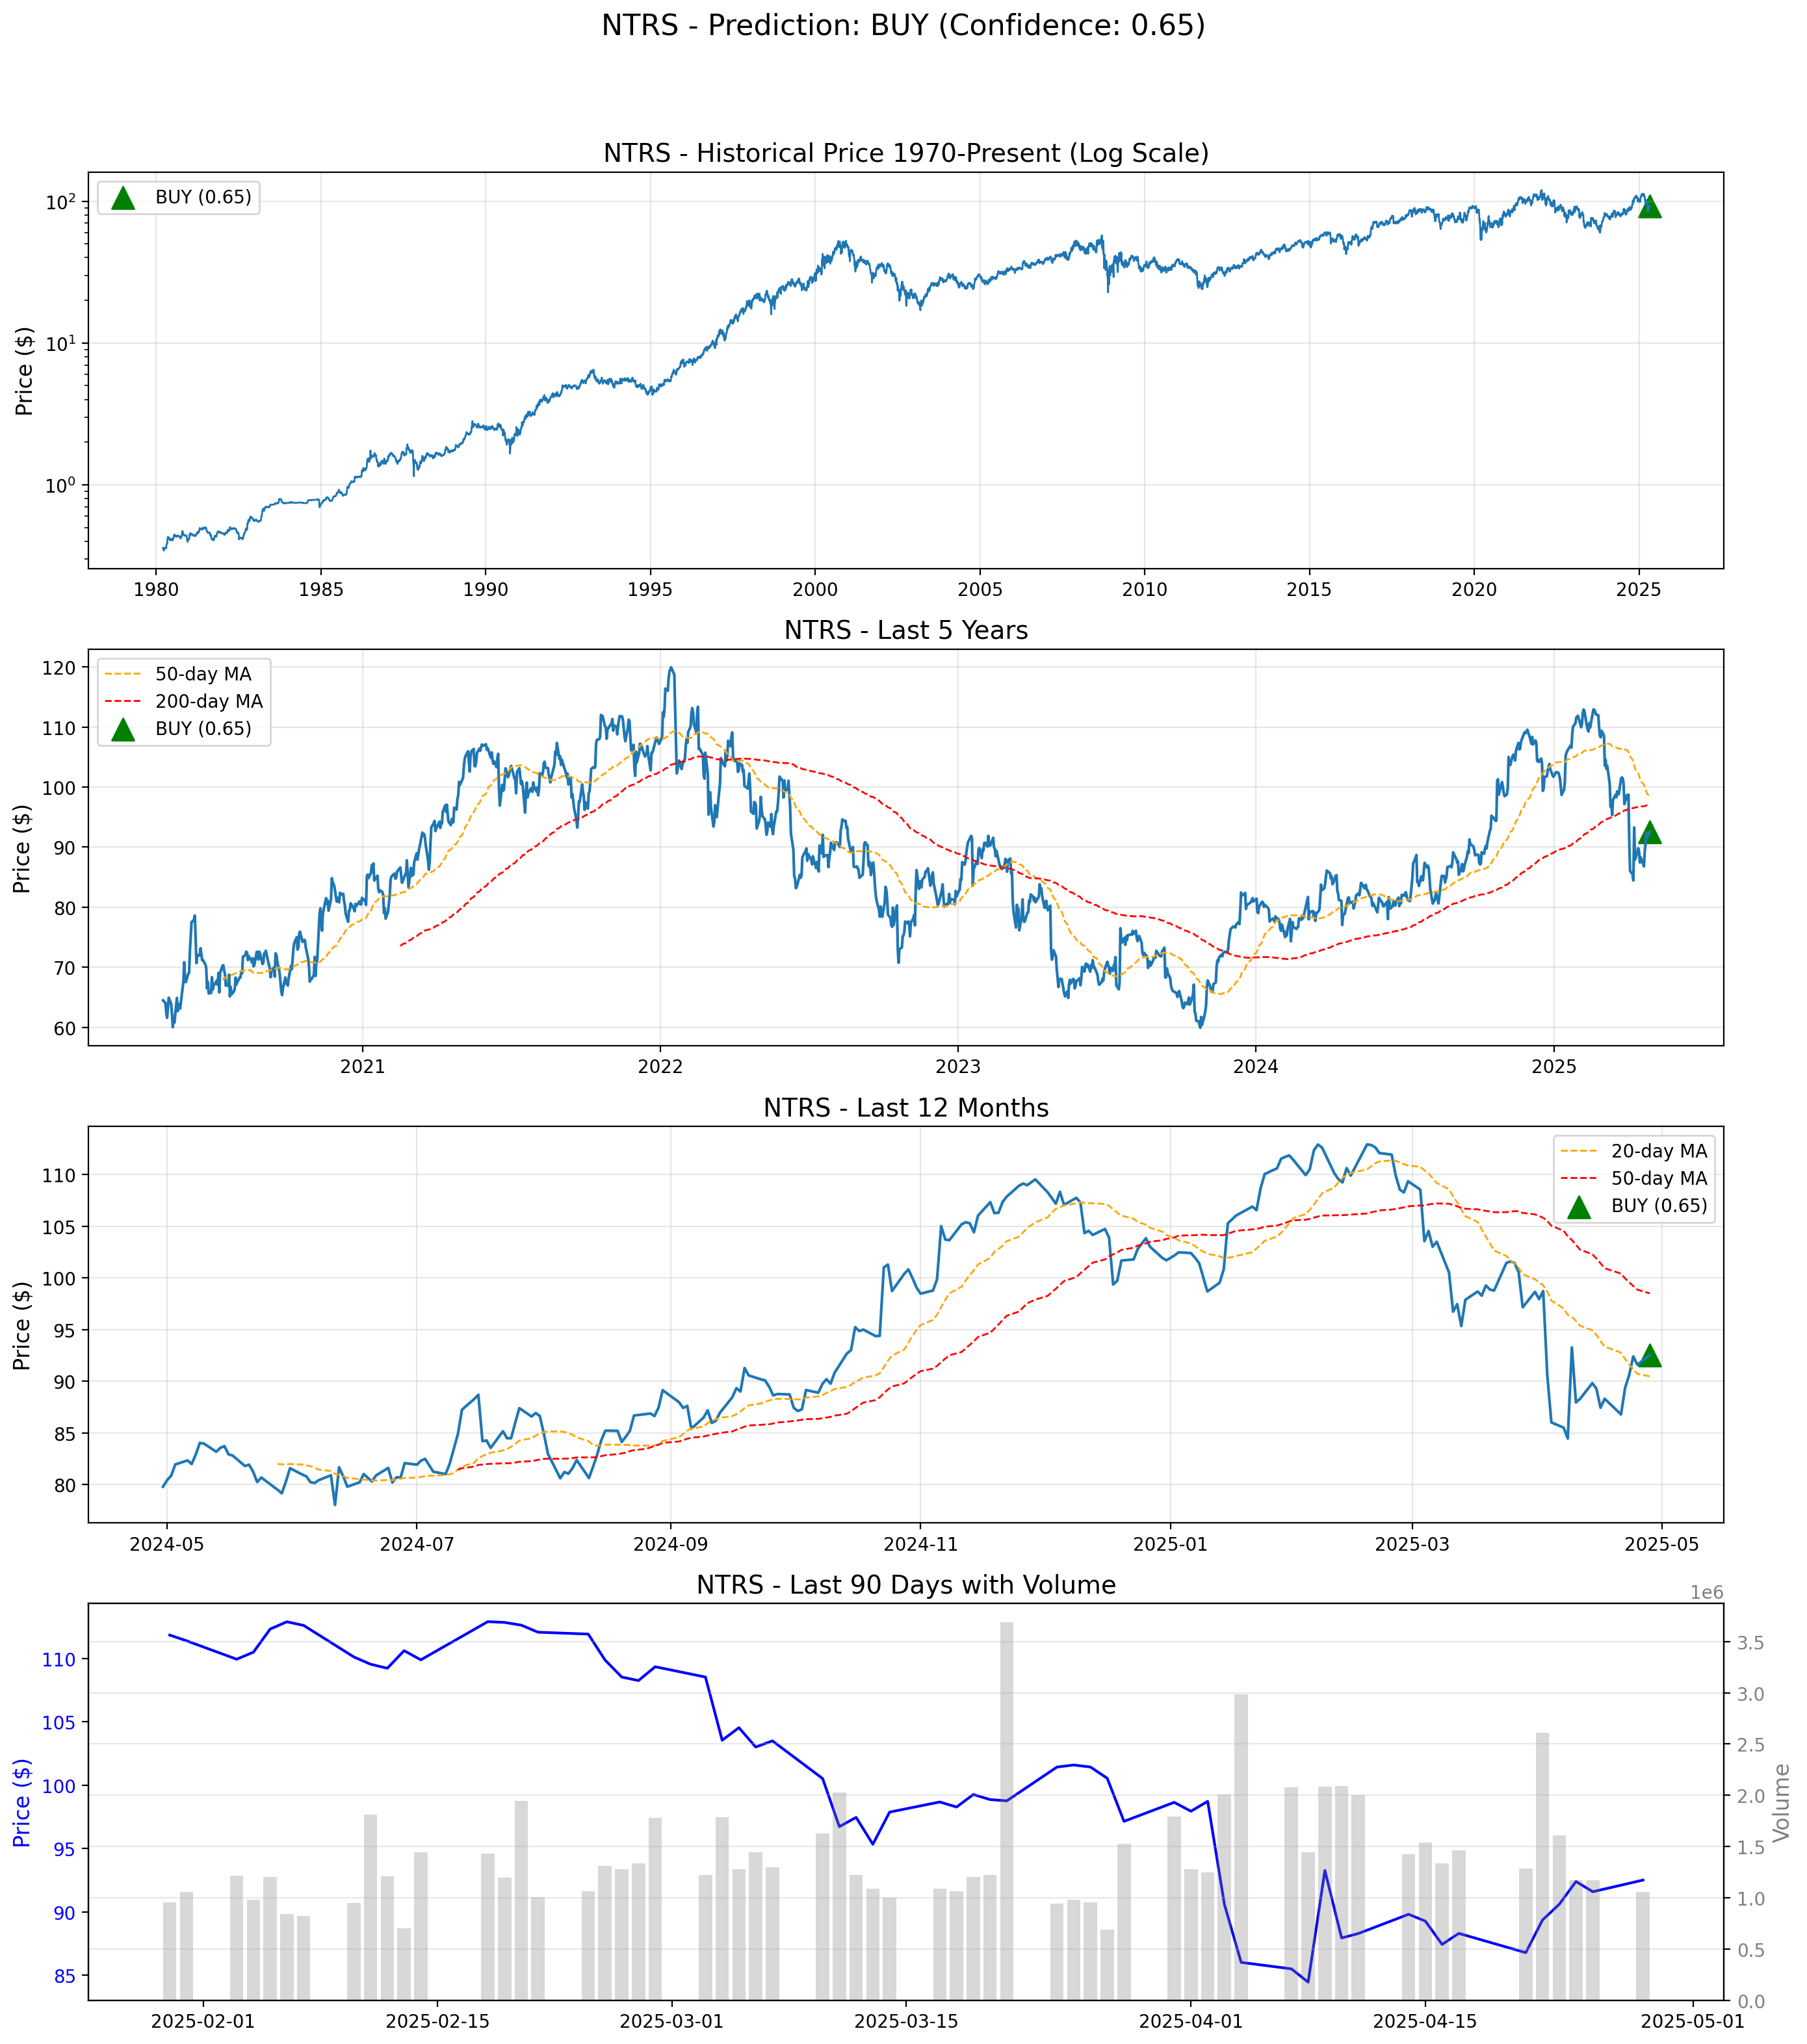 NTRS - Prediction: BUY (Confidence: 0.65)
NTRS - Historical Price 1970-Present (Log Scale)
BUY (0.65)
Price ($)
10²
10¹
10⁰
1980 1985 1990 1995 2000 2005 2010 2015 2020 2025
NTRS - Last 5 Years
50-day MA
200-day MA
BUY (0.65)
Price ($)
120
110
100
90
80
70
60
2021 2022 2023 2024 2025
NTRS - Last 12 Months
20-day MA
50-day MA
BUY (0.65)
Price ($)
110
105
100
95
90
85
80
2024-05 2024-07 2024-09 2024-11 2025-01 2025-03 2025-05
NTRS - Last 90 Days with Volume
1e6
Price ($)
110
105
100
95
90
85
3.5
3.0
2.5
2.0
1.5
1.0
0.5
0.0
Volume
2025-02-01 2025-02-15 2025-03-01 2025-03-15 2025-04-01 2025-04-15 2025-05-01